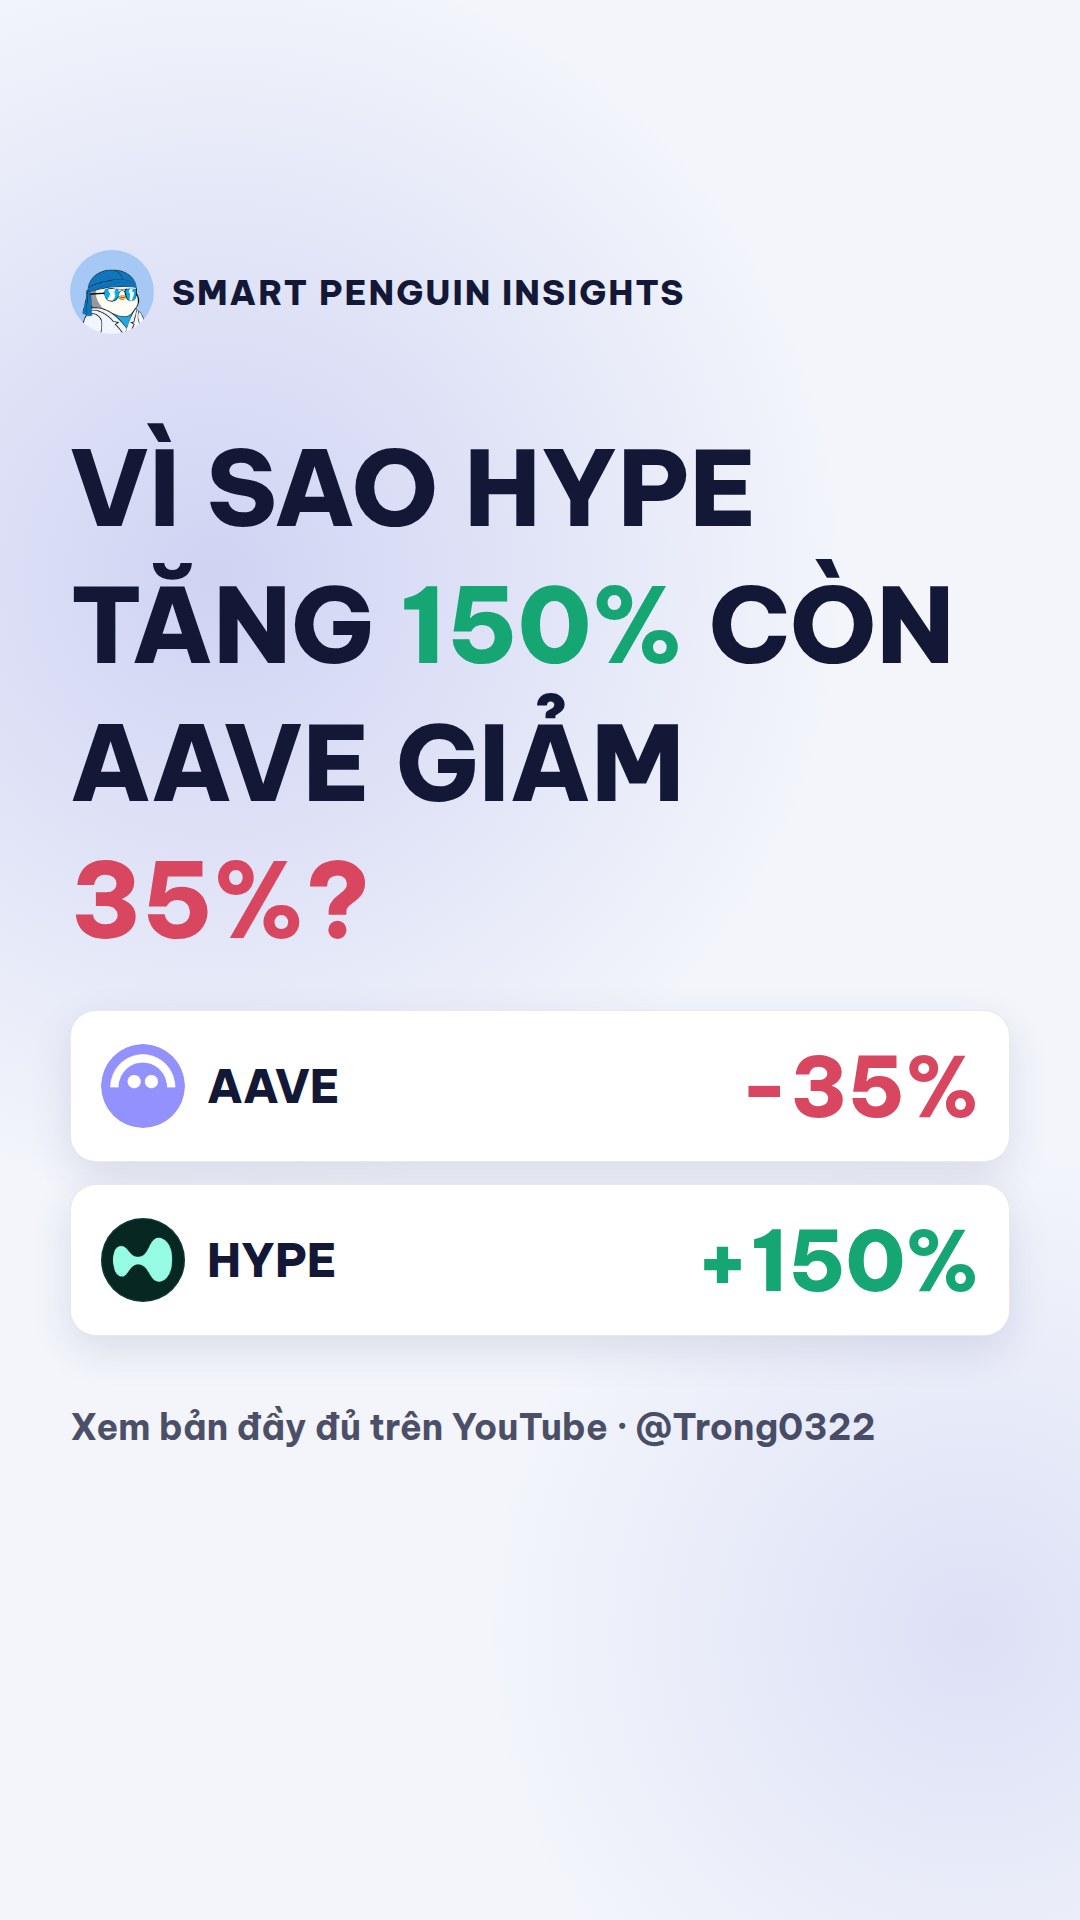 SMART PENGUIN INSIGHTS
VÌ SAO HYPE
TĂNG 150% CÒN
AAVE GIẢM
35%?
AAVE -35%
HYPE +150%
Xem bản đầy đủ trên YouTube · @Trong0322